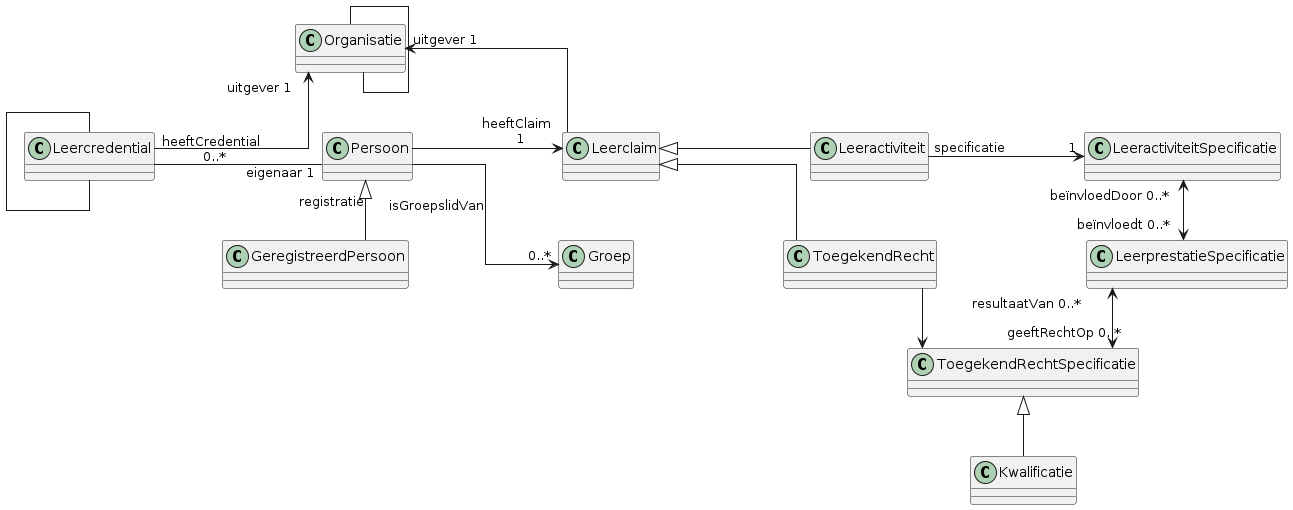 C Organisatie
uitgever 1
uitgever 1
C Leercredential
heeftCredential
0..*
eigenaar 1
C Persoon
heeftClaim
1
C Leerclaim
C Leeractiviteit
specificatie 1
C LeeractiviteitSpecificatie
registratie
isGroepslidVan
beïnvloedDoor 0..*
beïnvloedt 0..*
C GeregistreerdPersoon
0..*
C Groep
C ToegekendRecht
C LeerprestatieSpecificatie
resultaatVan 0..*
geeftRechtOp 0..*
C ToegekendRechtSpecificatie
C Kwalificatie